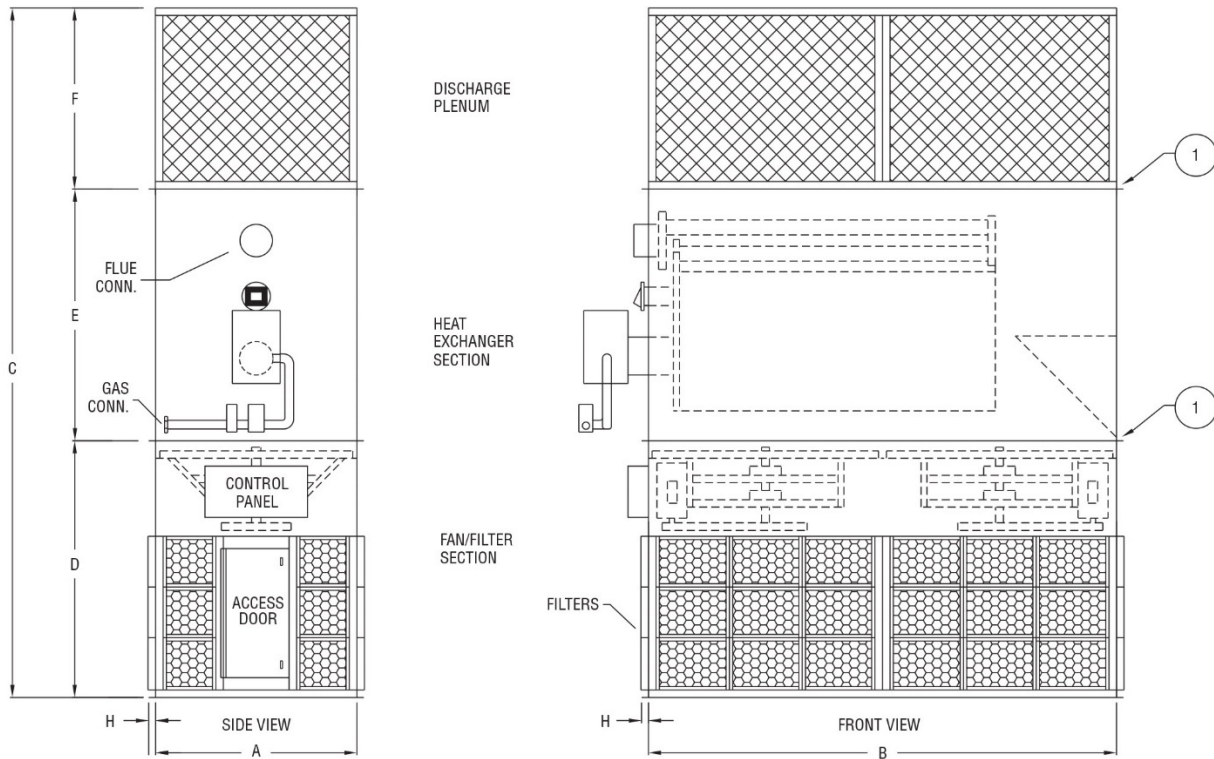 F
DISCHARGE
PLENUM
1
FLUE
CONN.
E
C
HEAT
EXCHANGER
SECTION
GAS
CONN.
1
CONTROL
PANEL
FAN/FILTER
SECTION
D
ACCESS
DOOR
FILTERS
H
SIDE VIEW
H
FRONT VIEW
A
B